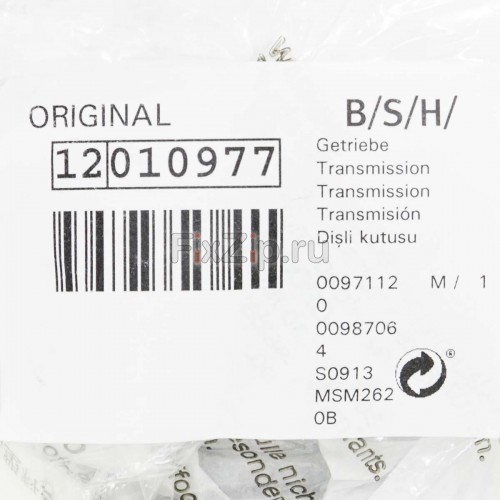 ORIGINAL
B/S/H/
12010977
Getriebe
Transmission
Transmission
Transmisión
Dişli kutusu
FixZip.ru
0097112 M / 1
0
0098706
4
S0913
MSM262
0B